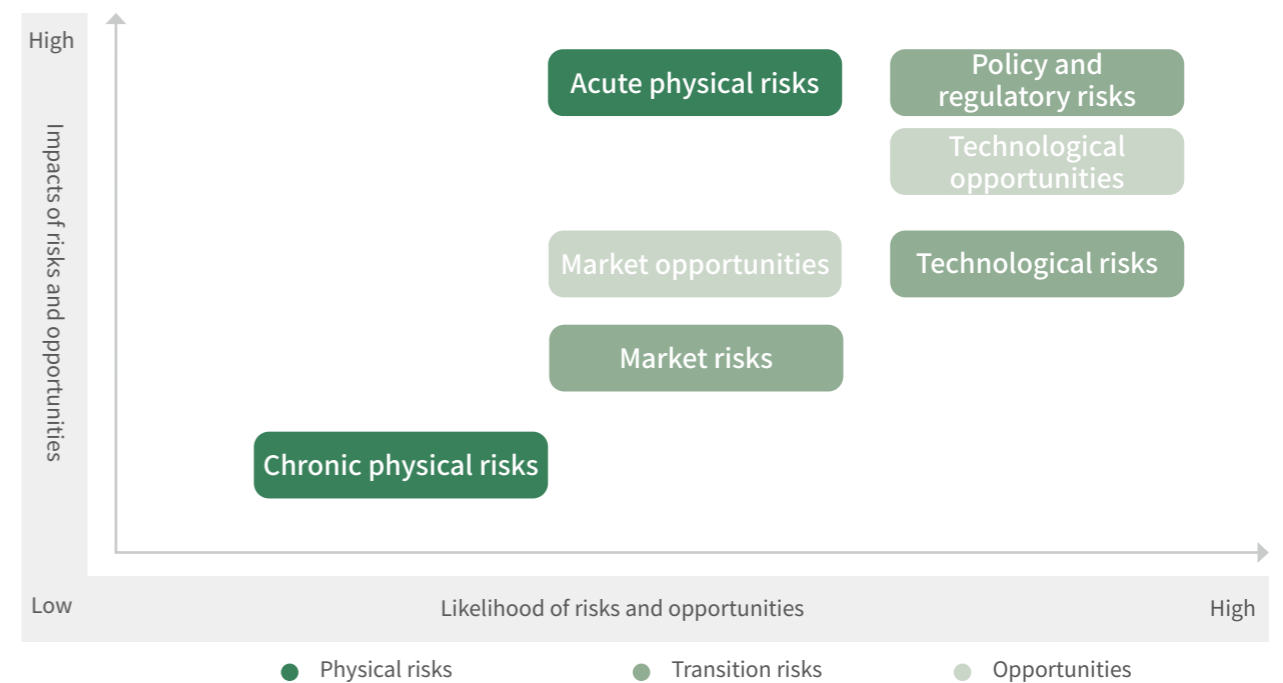 High
Impacts of risks and opportunities
Acute physical risks
Policy and
regulatory risks
Technological
opportunities
Market opportunities
Technological risks
Market risks
Chronic physical risks
Low
Likelihood of risks and opportunities
High
Physical risks
Transition risks
Opportunities